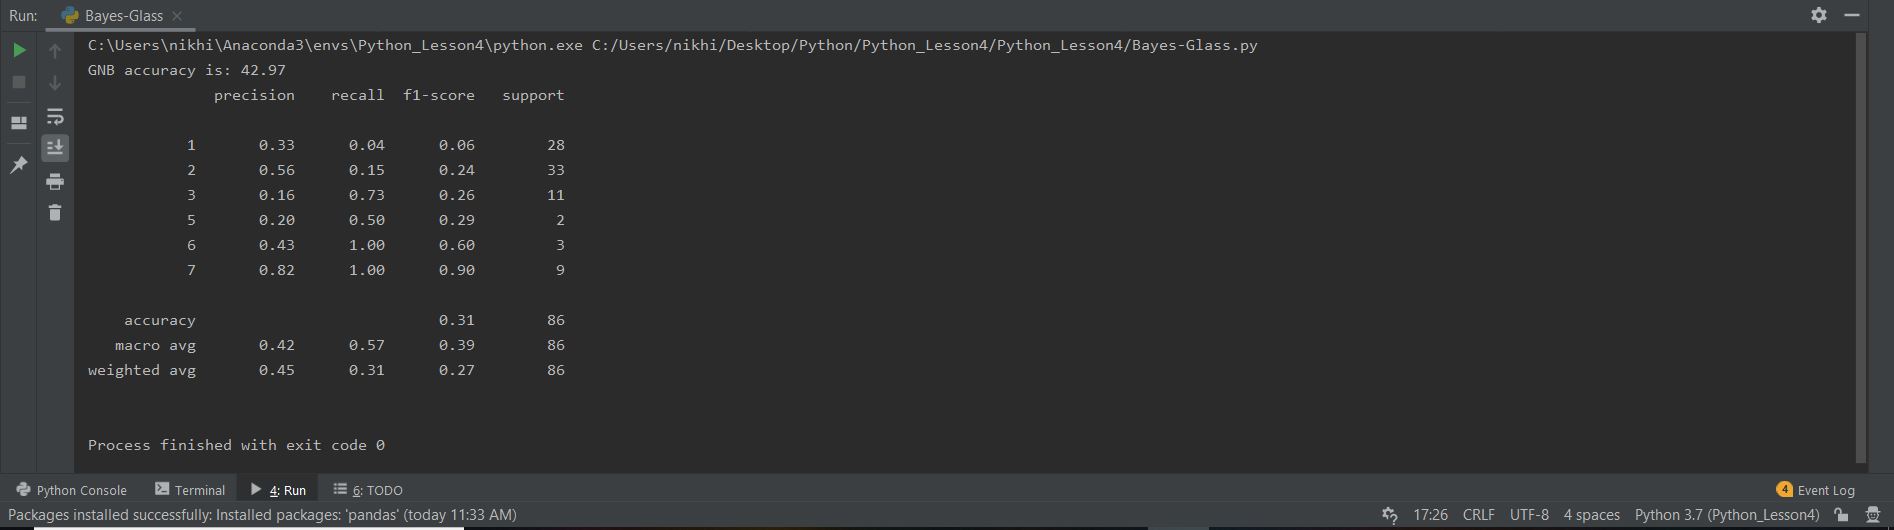 Run: Bayes-Glass
C:\Users\nikhi\Anaconda3\envs\Python_Lesson4\python.exe C:/Users/nikhi/Desktop/Python/Python_Lesson4/Python_Lesson4/Bayes-Glass.py
GNB accuracy is: 42.97
precision recall f1-score support
1 0.33 0.04 0.06 28
2 0.56 0.15 0.24 33
3 0.16 0.73 0.26 11
5 0.20 0.50 0.29 2
6 0.43 1.00 0.60 3
7 0.82 1.00 0.90 9
accuracy 0.31 86
macro avg 0.42 0.57 0.39 86
weighted avg 0.45 0.31 0.27 86
Process finished with exit code 0
Python Console Terminal 4: Run 6: TODO 4 Event Log
Packages installed successfully: Installed packages: 'pandas' (today 11:33 AM) 17:26 CRLF UTF-8 4 spaces Python 3.7 (Python_Lesson4)